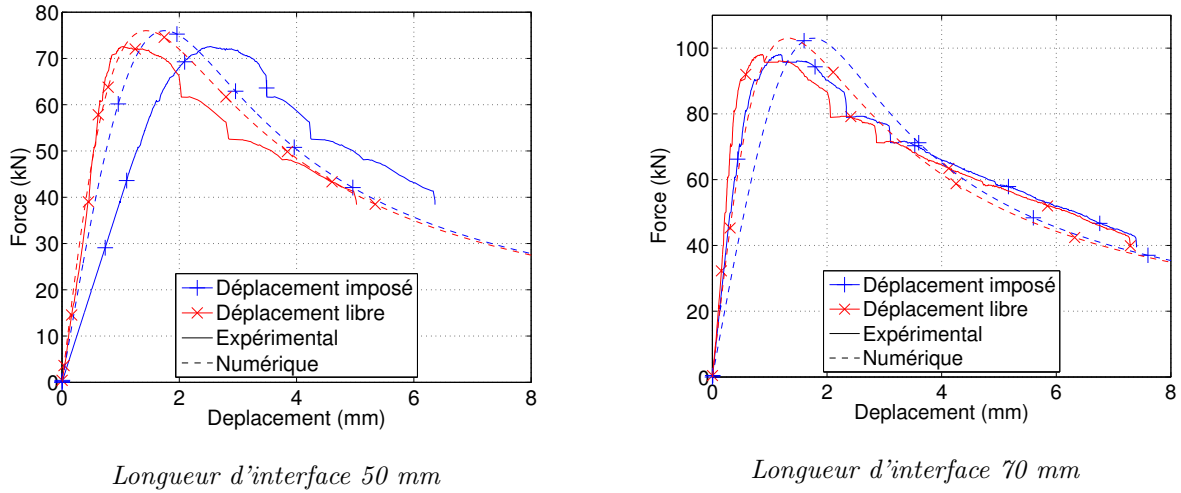 80
70
60
50
40
30
20
10
0
Force (kN)
0 2 4 6 8
Deplacement (mm)
Déplacement imposé
Déplacement libre
Expérimental
Numérique
Longueur d'interface 50 mm
100
80
60
40
20
0
Force (kN)
0 2 4 6 8
Deplacement (mm)
Déplacement imposé
Déplacement libre
Expérimental
Numérique
Longueur d'interface 70 mm